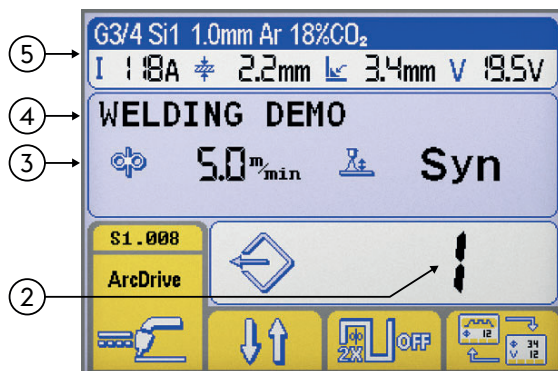 G3/4 Si1 1.0mm Ar 18%CO₂
5
I 118A 2.2mm 3.4mm V 19.5V
4
WELDING DEMO
3
5.0 m/min Syn
S1.008
ArcDrive
2
1
2X OFF
12
34
V 12